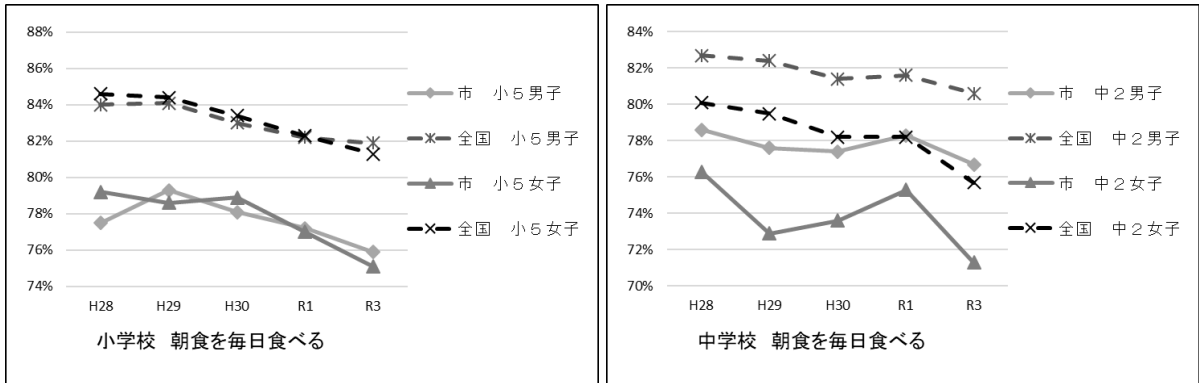 88%
86%
84%
82%
80%
78%
76%
74%
H28 H29 H30 R1 R3
市　小５男子
全国　小５男子
市　小５女子
全国　小５女子
小学校　朝食を毎日食べる
84%
82%
80%
78%
76%
74%
72%
70%
H28 H29 H30 R1 R3
市　中２男子
全国　中２男子
市　中２女子
全国　中２女子
中学校　朝食を毎日食べる